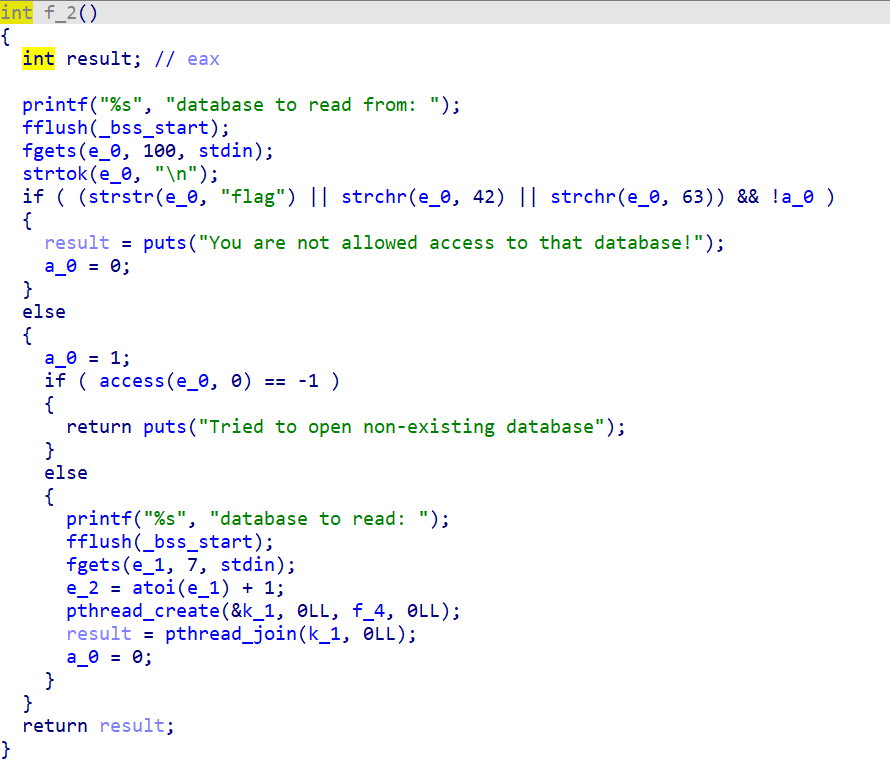 int f_2()
{
  int result; // eax

  printf("%s", "database to read from: ");
  fflush(_bss_start);
  fgets(e_0, 100, stdin);
  strtok(e_0, "\n");
  if ( (strstr(e_0, "flag") || strchr(e_0, 42) || strchr(e_0, 63)) && !a_0 )
  {
    result = puts("You are not allowed access to that database!");
    a_0 = 0;
  }
  else
  {
    a_0 = 1;
    if ( access(e_0, 0) == -1 )
    {
      return puts("Tried to open non-existing database");
    }
    else
    {
      printf("%s", "database to read: ");
      fflush(_bss_start);
      fgets(e_1, 7, stdin);
      e_2 = atoi(e_1) + 1;
      pthread_create(&k_1, 0LL, f_4, 0LL);
      result = pthread_join(k_1, 0LL);
      a_0 = 0;
    }
  }
  return result;
}